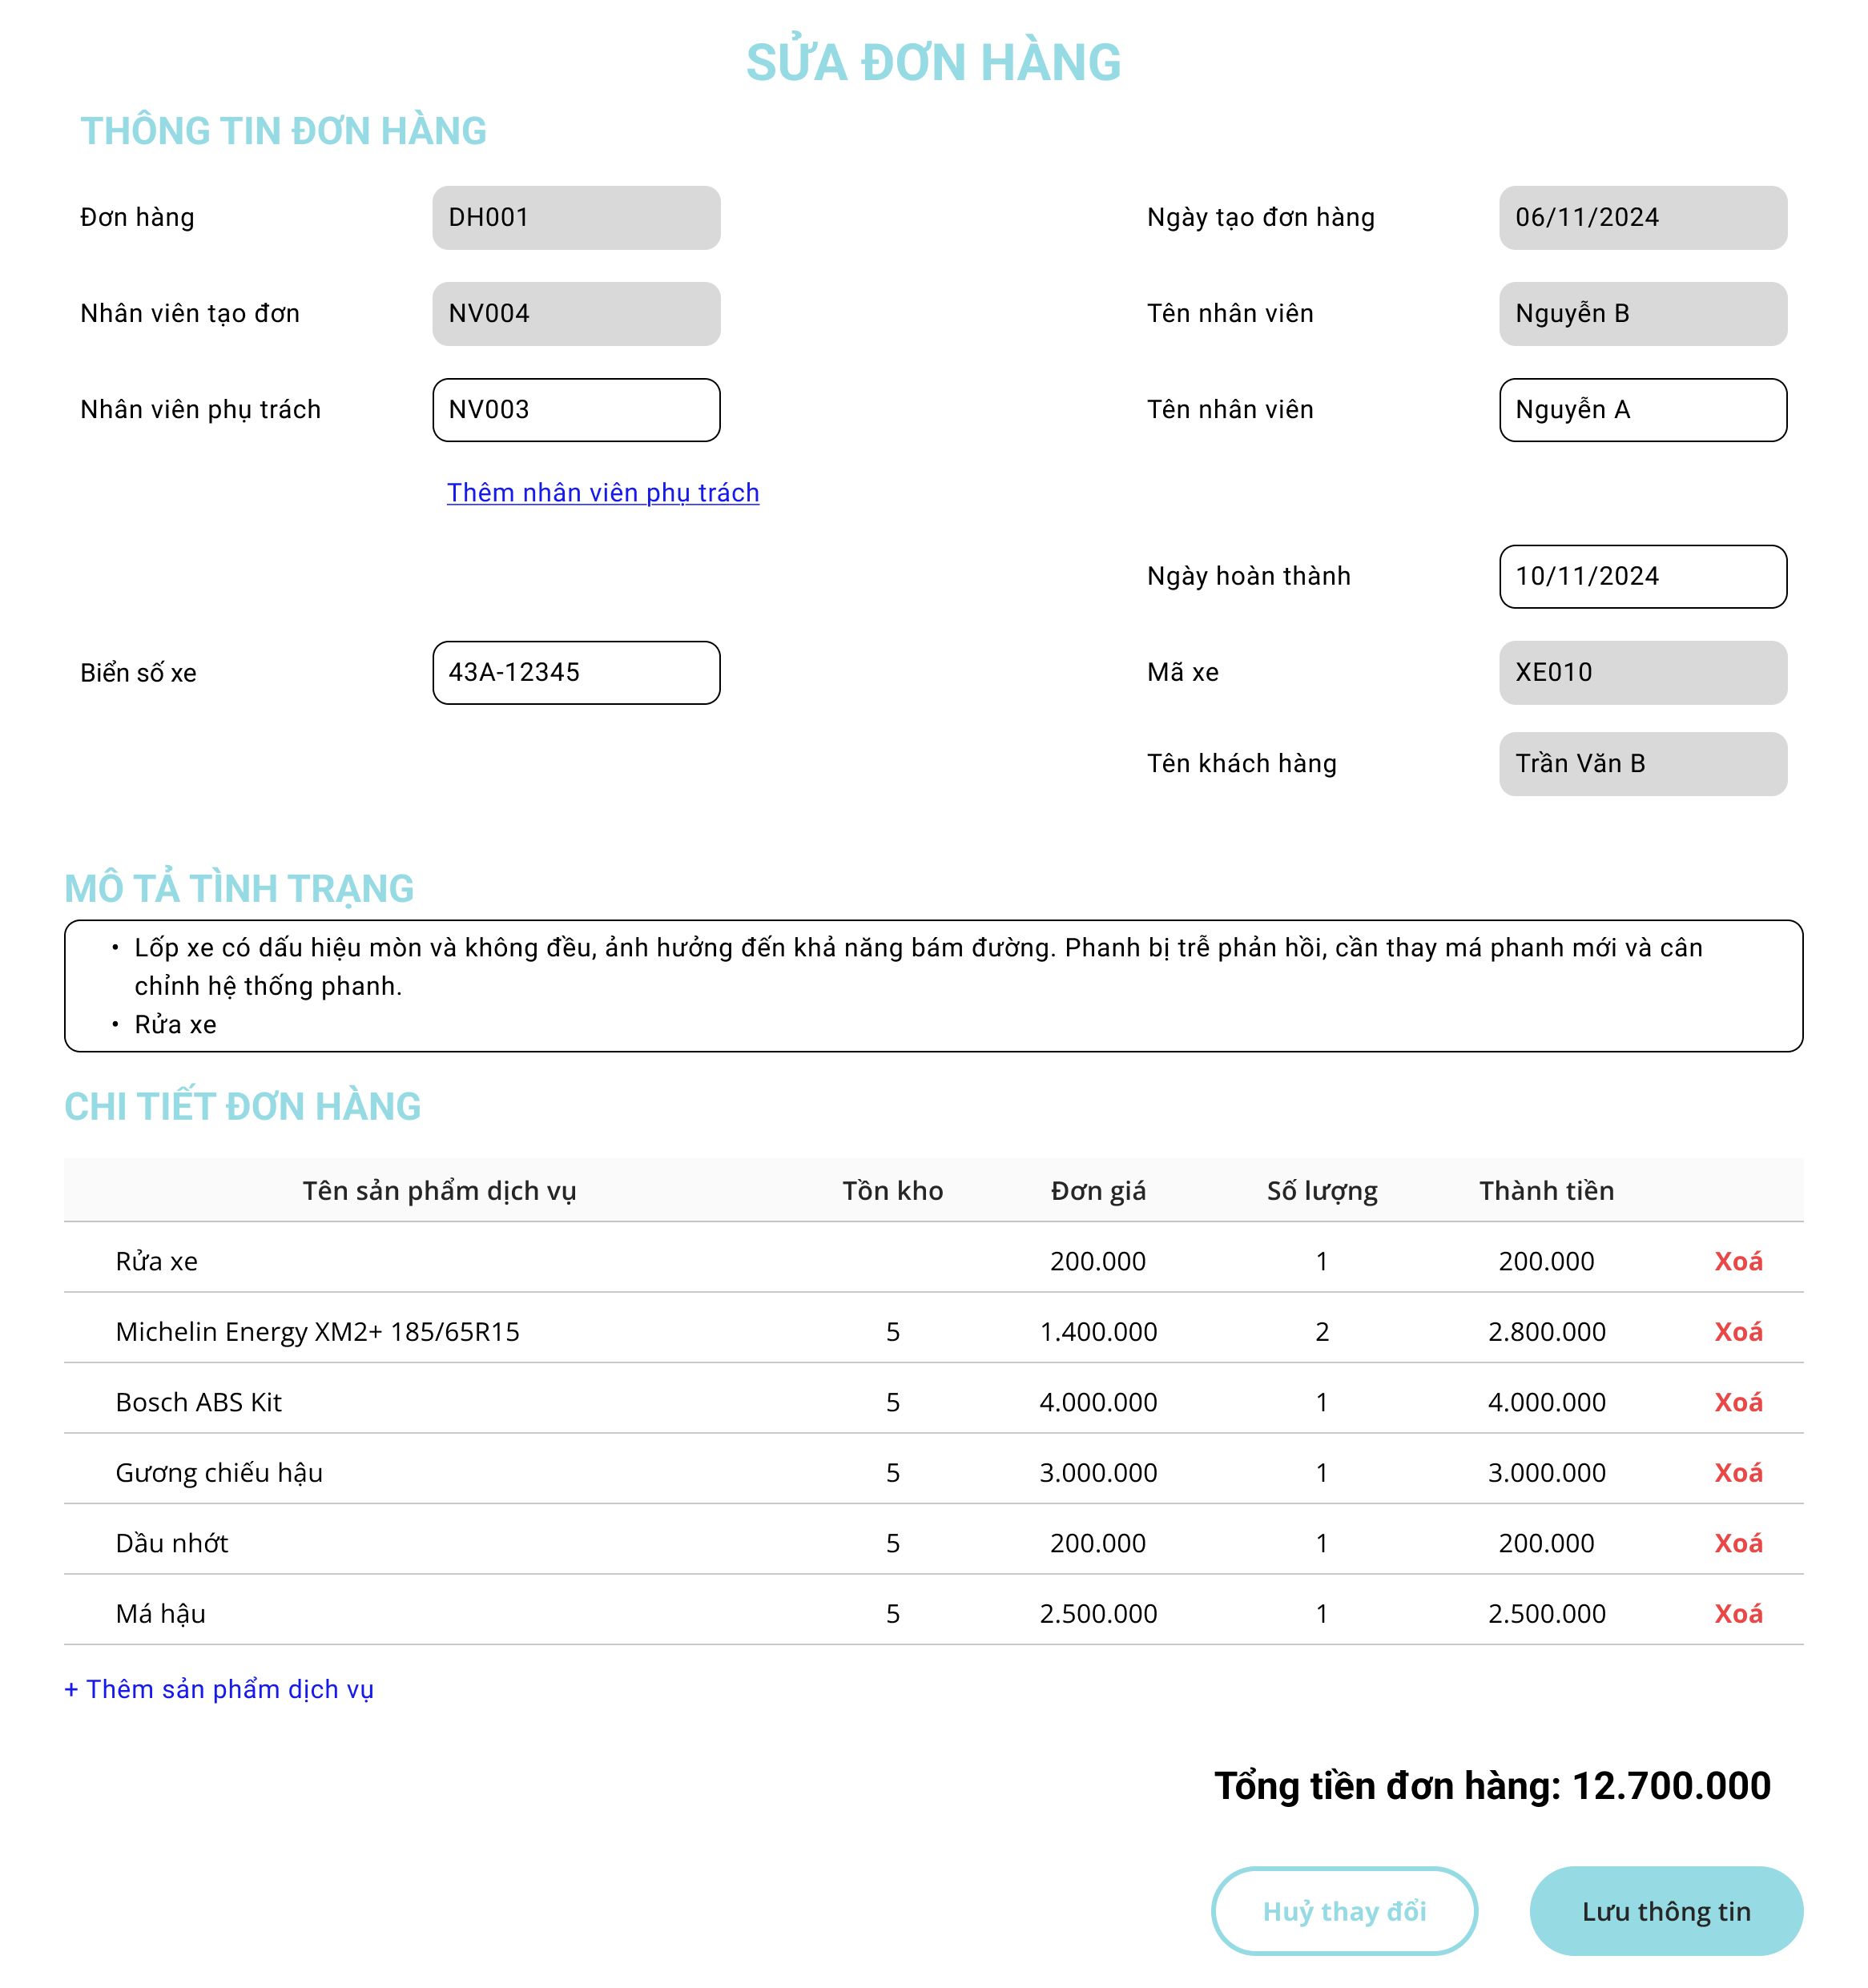 SỬA ĐƠN HÀNG
THÔNG TIN ĐƠN HÀNG
Đơn hàng DH001 Ngày tạo đơn hàng 06/11/2024
Nhân viên tạo đơn NV004 Tên nhân viên Nguyễn B
Nhân viên phụ trách NV003 Tên nhân viên Nguyễn A
Thêm nhân viên phụ trách
Ngày hoàn thành 10/11/2024
Biển số xe 43A-12345 Mã xe XE010
Tên khách hàng Trần Văn B
MÔ TẢ TÌNH TRẠNG
• Lốp xe có dấu hiệu mòn và không đều, ảnh hưởng đến khả năng bám đường. Phanh bị trễ phản hồi, cần thay má phanh mới và cân
chỉnh hệ thống phanh.
• Rửa xe
CHI TIẾT ĐƠN HÀNG
Tên sản phẩm dịch vụ Tồn kho Đơn giá Số lượng Thành tiền
Rửa xe 200.000 1 200.000 Xoá
Michelin Energy XM2+ 185/65R15 5 1.400.000 2 2.800.000 Xoá
Bosch ABS Kit 5 4.000.000 1 4.000.000 Xoá
Gương chiếu hậu 5 3.000.000 1 3.000.000 Xoá
Dầu nhớt 5 200.000 1 200.000 Xoá
Má hậu 5 2.500.000 1 2.500.000 Xoá
+ Thêm sản phẩm dịch vụ
Tổng tiền đơn hàng: 12.700.000
Huỷ thay đổi Lưu thông tin